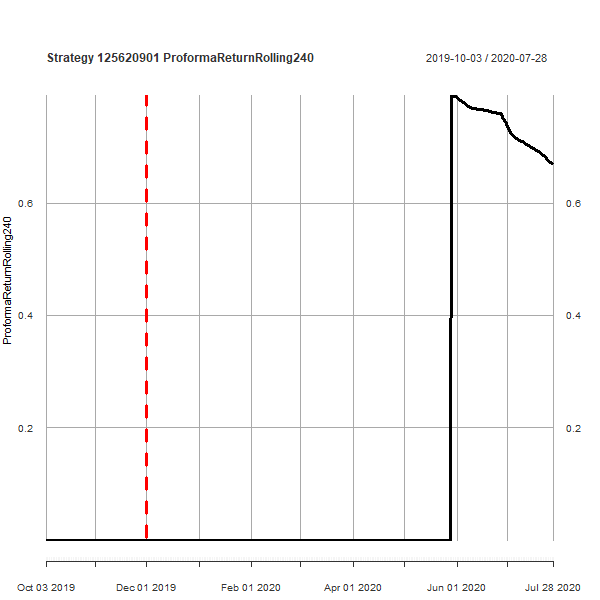 Strategy 125620901 ProformaReturnRolling240
2019-10-03 / 2020-07-28
ProformaReturnRolling240
0.6
0.6
0.4
0.4
0.2
0.2
Oct 03 2019
Dec 01 2019
Feb 01 2020
Apr 01 2020
Jun 01 2020
Jul 28 2020